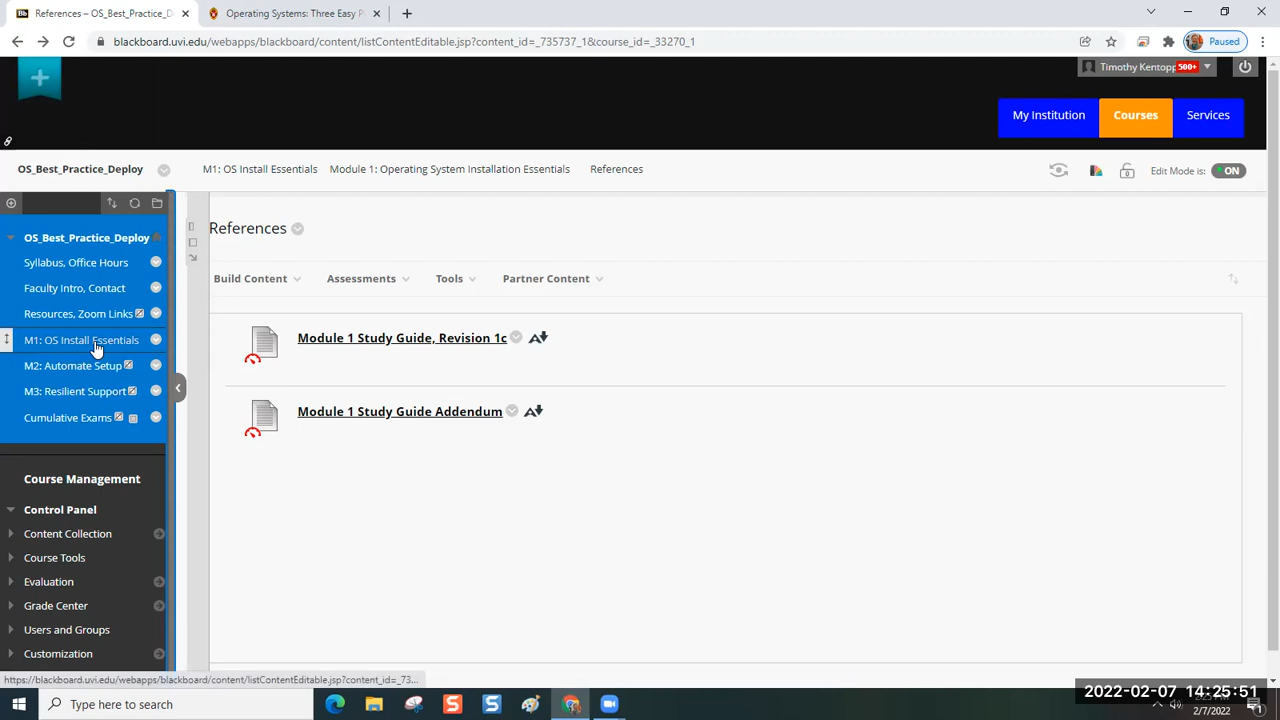 References – OS_Best_Practice_D
Operating Systems: Three Easy P
blackboard.uvi.edu/webapps/blackboard/content/listContentEditable.jsp?content_id=_735737_1&course_id=_33270_1
Paused
Timothy Kentopp
500+
My Institution
Courses
Services
OS_Best_Practice_Deploy
M1: OS Install Essentials
Module 1: Operating System Installation Essentials
References
Edit Mode is:
ON
OS_Best_Practice_Deploy
Syllabus, Office Hours
Faculty Intro, Contact
Resources, Zoom Links
M1: OS Install Essentials
M2: Automate Setup
M3: Resilient Support
Cumulative Exams
Course Management
Control Panel
Content Collection
Course Tools
Evaluation
Grade Center
Users and Groups
Customization
References
Build Content
Assessments
Tools
Partner Content
Module 1 Study Guide, Revision 1c
Module 1 Study Guide Addendum
https://blackboard.uvi.edu/webapps/blackboard/content/listContentEditable.jsp?content_id=_73...
Type here to search
2022-02-07 14:25:51
2/7/2022